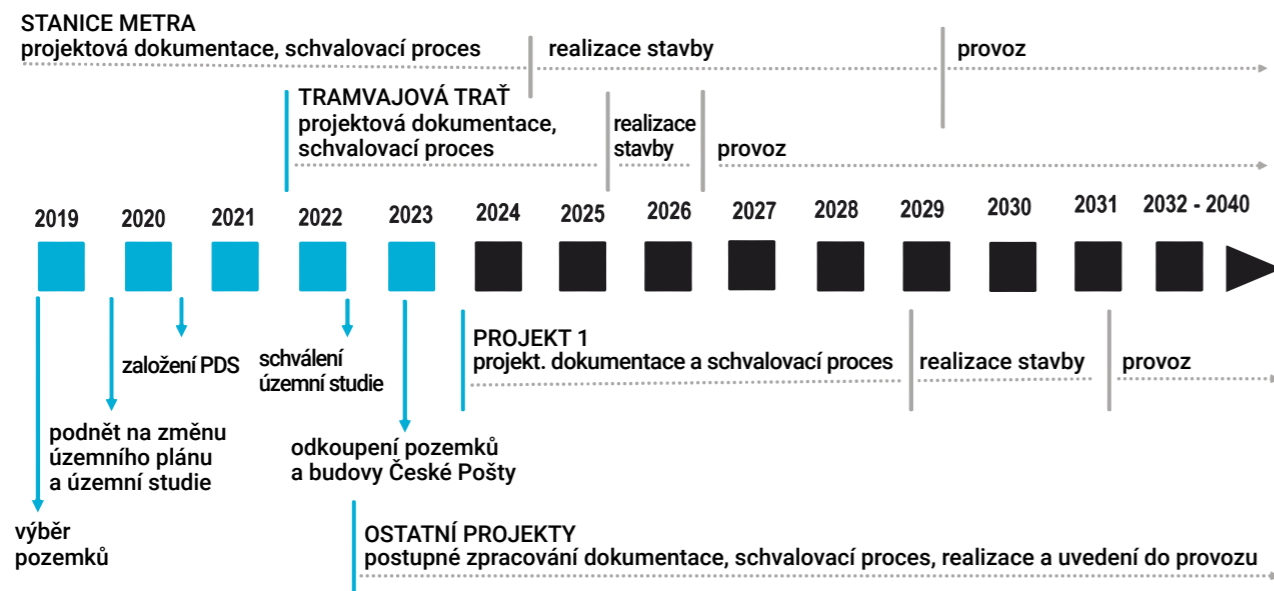 STANICE METRA
projektová dokumentace, schvalovací proces
realizace stavby
provoz
TRAMVAJOVÁ TRAŤ
projektová dokumentace,
schvalovací proces
realizace
stavby
provoz
2019 2020 2021 2022 2023 2024 2025 2026 2027 2028 2029 2030 2031 2032 - 2040
založení PDS
schválení
územní studie
PROJEKT 1
projekt. dokumentace a schvalovací proces
realizace stavby
provoz
podnět na změnu
územního plánu
a územní studie
odkoupení pozemků
a budovy České Pošty
výběr
pozemků
OSTATNÍ PROJEKTY
postupné zpracování dokumentace, schvalovací proces, realizace a uvedení do provozu